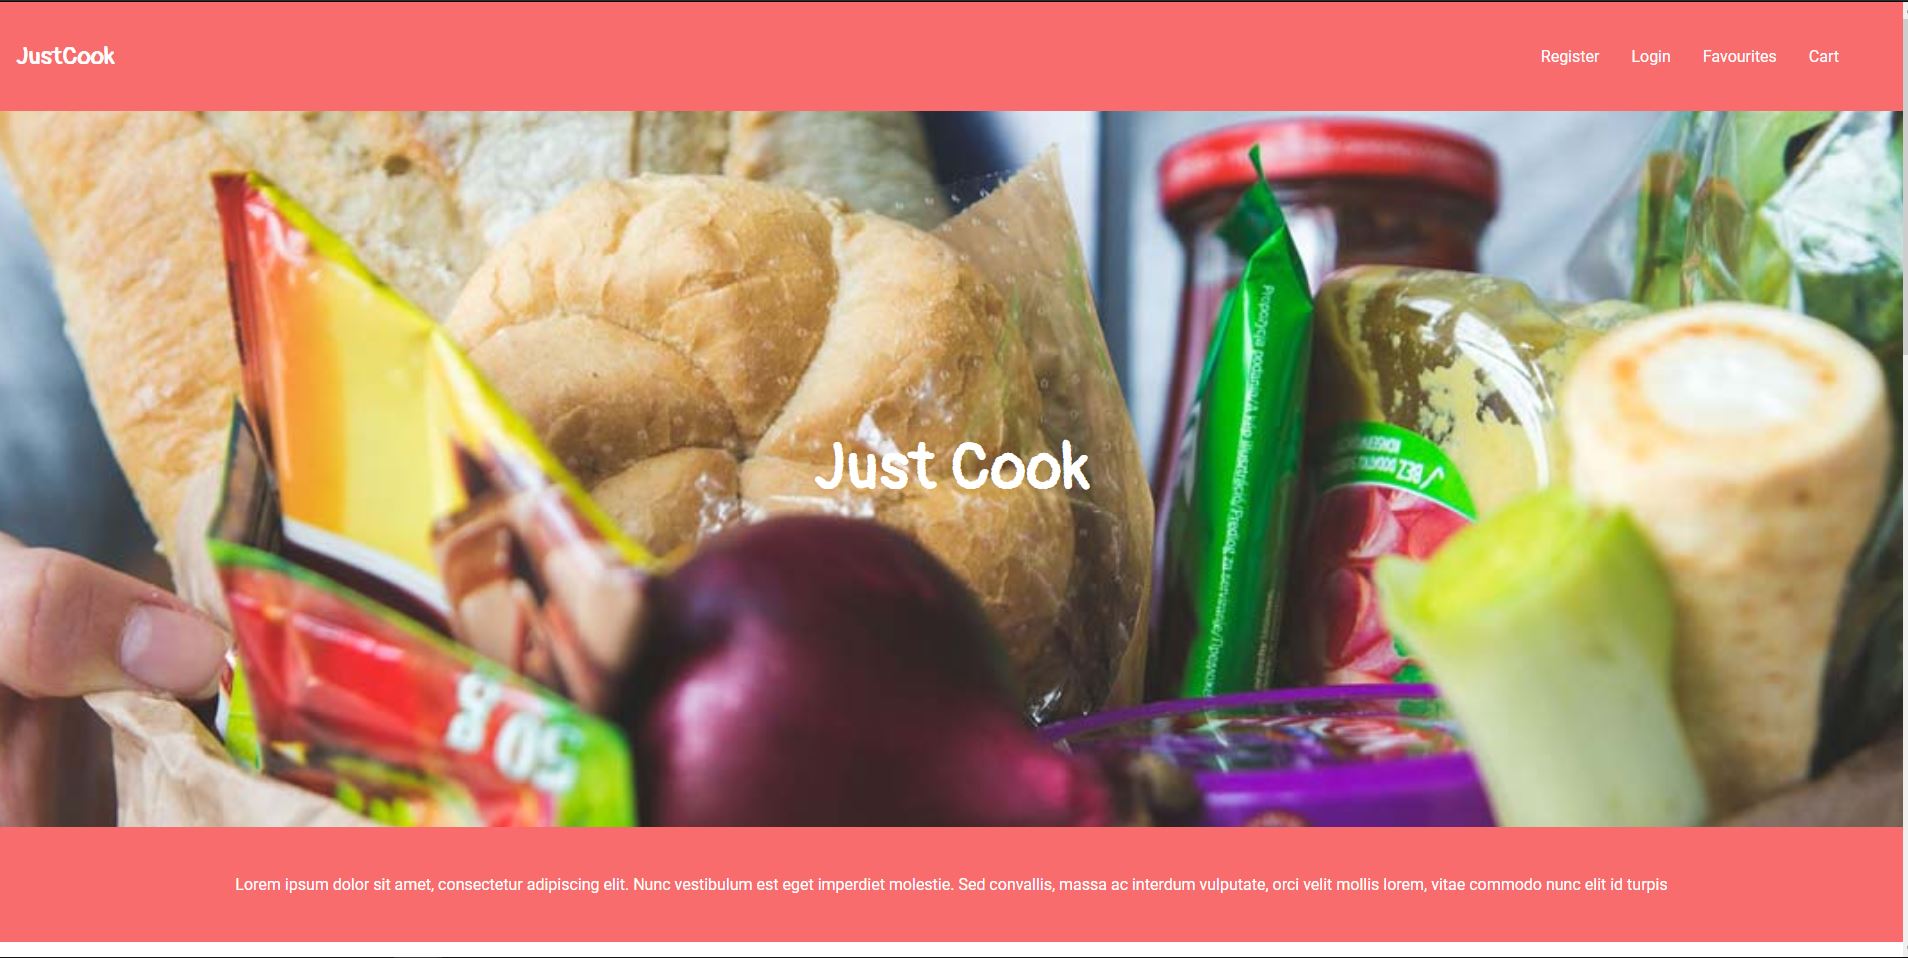 JustCook
Register Login Favourites Cart
Just Cook
BEZ
Lorem ipsum dolor sit amet, consectetur adipiscing elit. Nunc vestibulum est eget imperdiet molestie. Sed convallis, massa ac interdum vulputate, orci velit mollis lorem, vitae commodo nunc elit id turpis